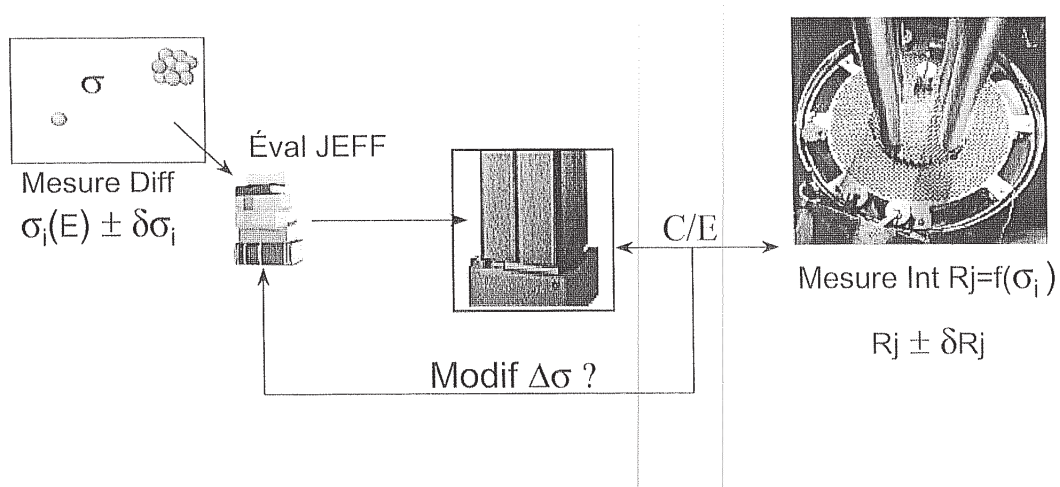 σ
Éval JEFF
Mesure Diff
σi(E) ± δσi
C/E
Mesure Int Rj=f(σi)
Rj ± δRj
Modif Δσ ?